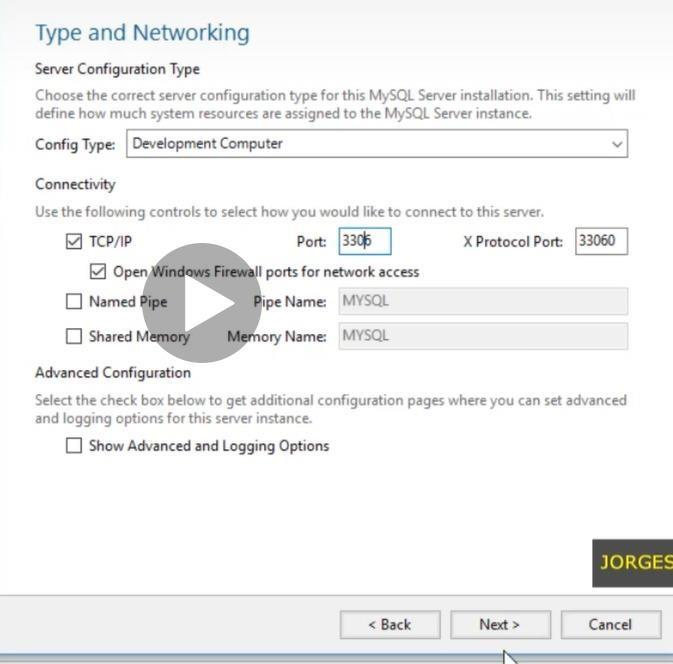 Type and Networking
Server Configuration Type
Choose the correct server configuration type for this MySQL Server installation. This setting will
define how much system resources are assigned to the MySQL Server instance.
Config Type: Development Computer
Connectivity
Use the following controls to select how you would like to connect to this server.
TCP/IP Port: 3306 X Protocol Port: 33060
Open Windows Firewall ports for network access
Named Pipe Pipe Name: MYSQL
Shared Memory Memory Name: MYSQL
Advanced Configuration
Select the check box below to get additional configuration pages where you can set advanced
and logging options for this server instance.
Show Advanced and Logging Options
JORGES
< Back Next > Cancel